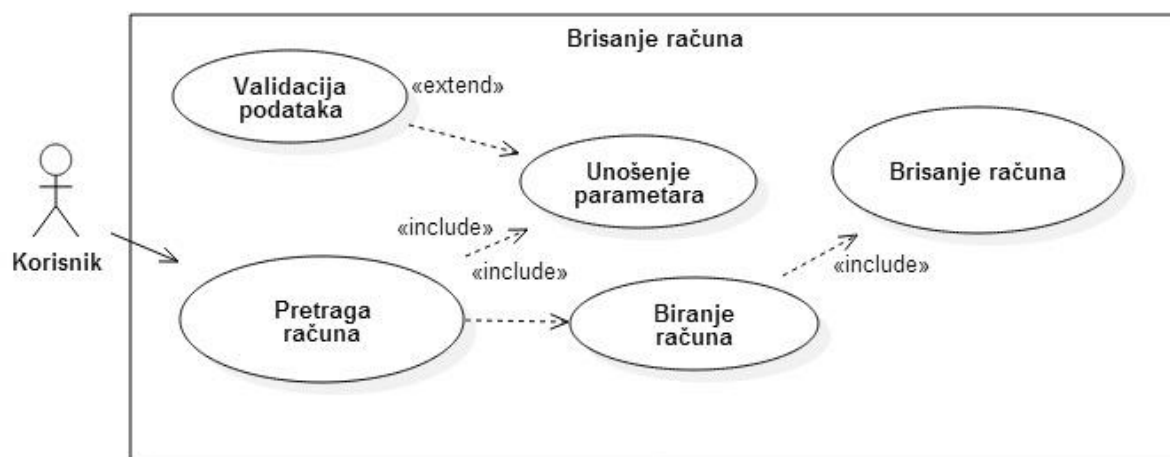 Brisanje računa
Validacija
podataka
«extend»
Unošenje
parametara
Brisanje računa
Korisnik
«include»
«include»
«include»
Pretraga
računa
Biranje
računa